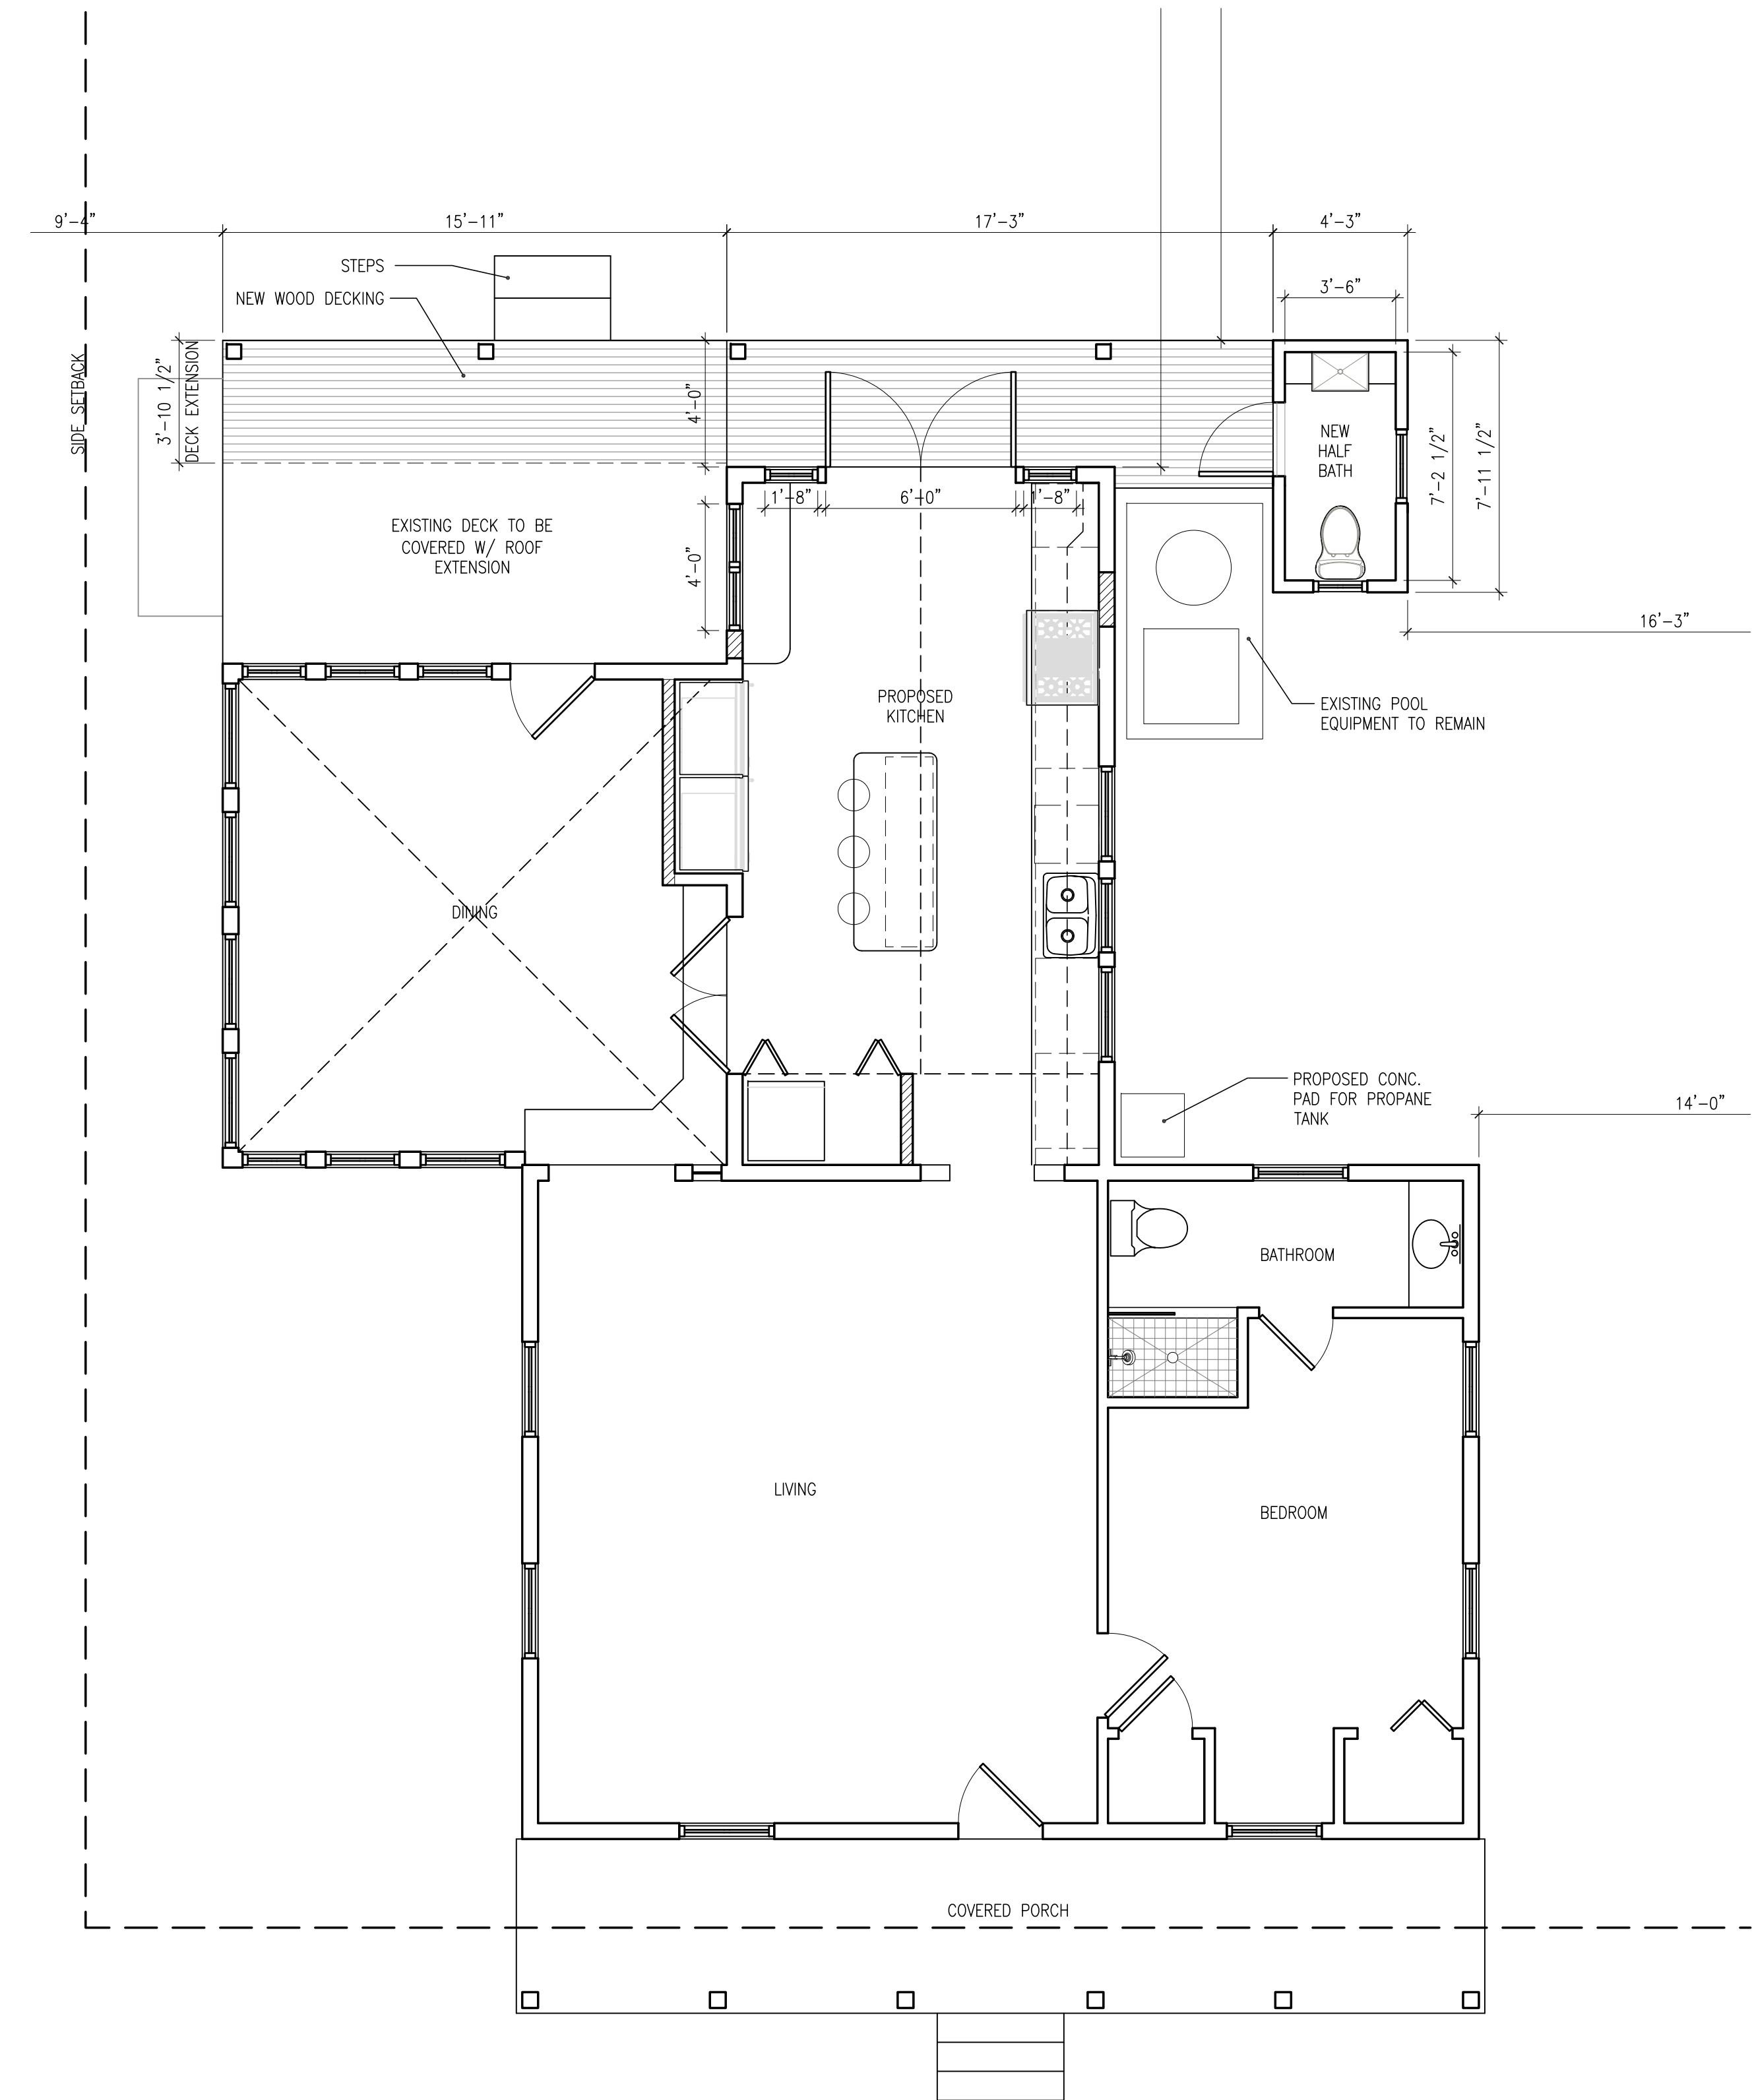 9'-4"
15'-11"
17'-3"
4'-3"
STEPS
NEW WOOD DECKING
3'-6"
SIDE SETBACK
3'-10 1/2"
DECK EXTENSION
4'-0"
NEW
HALF
BATH
7'-2 1/2"
7'-11 1/2"
1'-8"
6'-0"
1'-8"
EXISTING DECK TO BE
COVERED W/ ROOF
EXTENSION
4'-0"
16'-3"
PROPOSED
KITCHEN
EXISTING POOL
EQUIPMENT TO REMAIN
DINING
PROPOSED CONC.
PAD FOR PROPANE
TANK
14'-0"
BATHROOM
LIVING
BEDROOM
COVERED PORCH